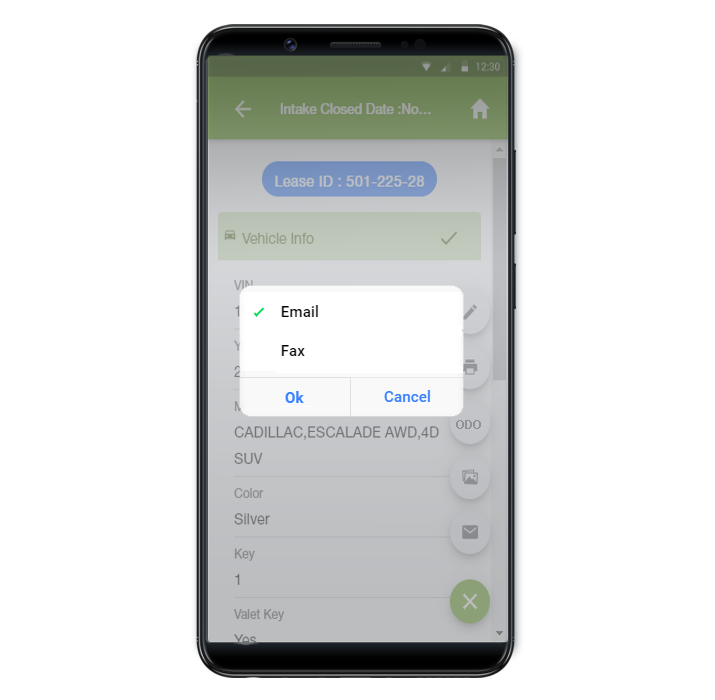 12:30
Intake Closed Date :No...
Lease ID : 501-225-28
Vehicle Info
VIN
1
Email
Y
Fax
2
Ok
Cancel
M
CADILLAC,ESCALADE AWD,4D
SUV
ODO
Color
Silver
Key
1
Valet Key
Yes